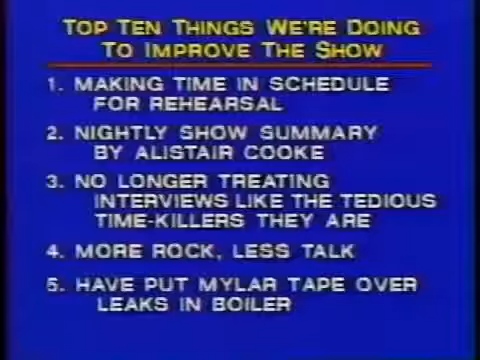 Top Ten Things We're Doing
To Improve The Show
1. MAKING TIME IN SCHEDULE
FOR REHEARSAL
2. NIGHTLY SHOW SUMMARY
BY ALISTAIR COOKE
3. NO LONGER TREATING
INTERVIEWS LIKE THE TEDIOUS
TIME-KILLERS THEY ARE
4. MORE ROCK, LESS TALK
5. HAVE PUT MYLAR TAPE OVER
LEAKS IN BOILER